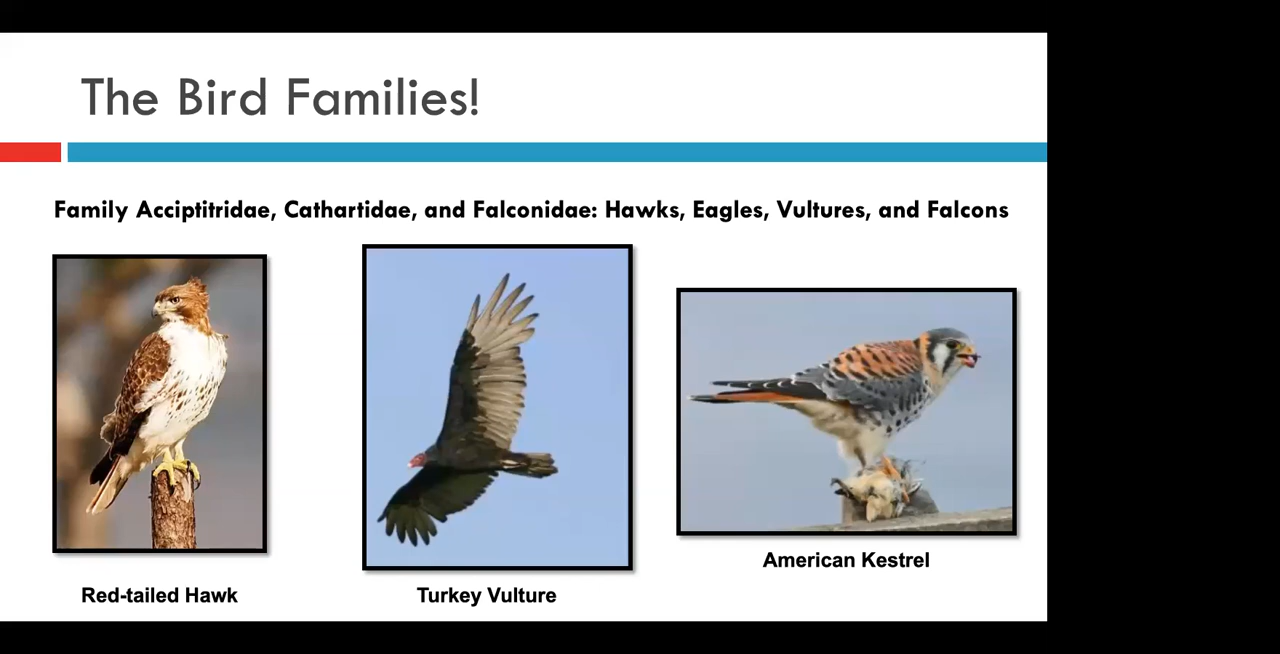 The Bird Families!
Family Acciptitridae, Cathartidae, and Falconidae: Hawks, Eagles, Vultures, and Falcons
American Kestrel
Red-tailed Hawk
Turkey Vulture